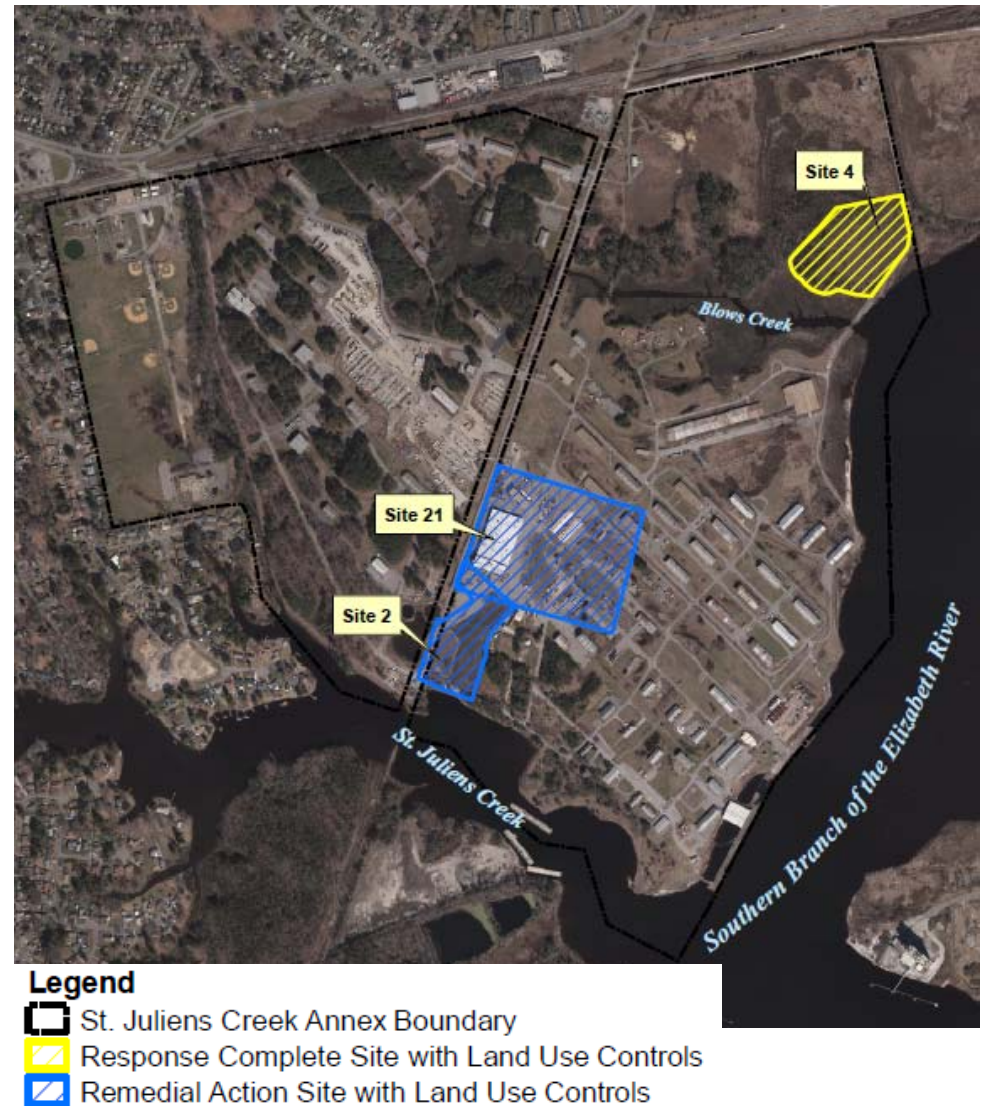 Site 4
Blows Creek
Site 21
Site 2
St. Juliens Creek
Southern Branch of the Elizabeth River
Legend
St. Juliens Creek Annex Boundary
Response Complete Site with Land Use Controls
Remedial Action Site with Land Use Controls